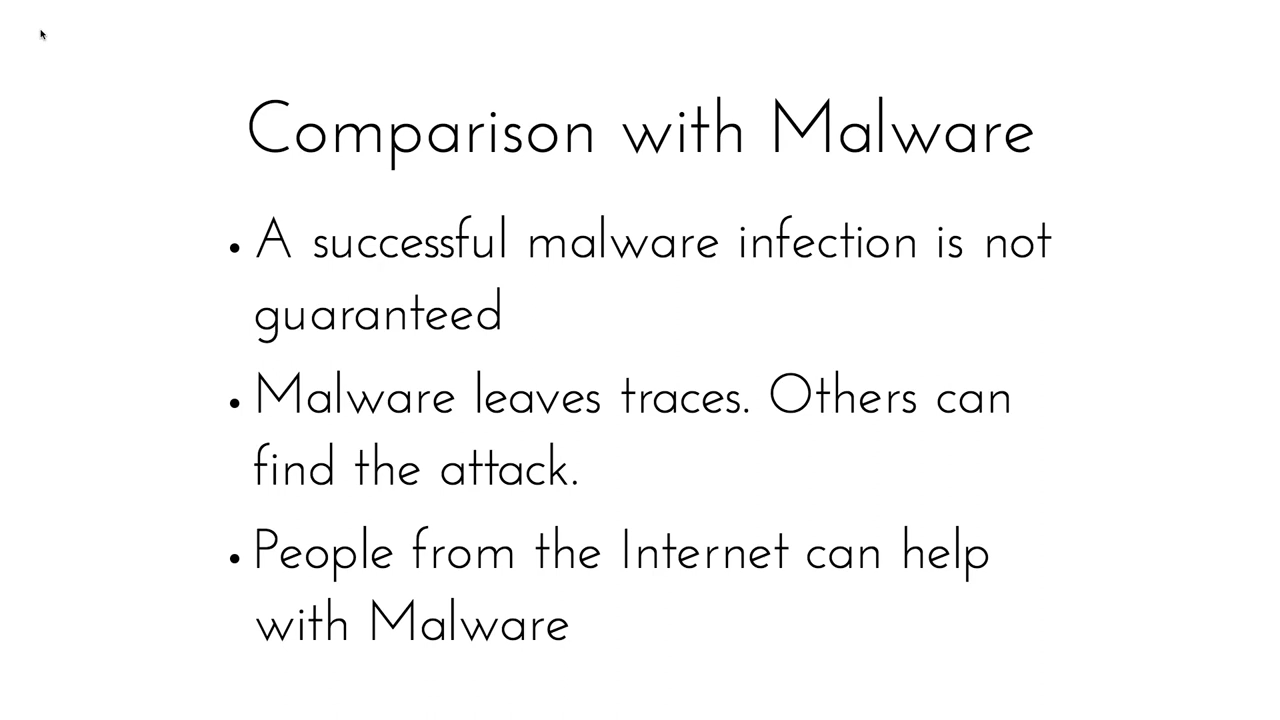 Comparison with Malware
• A successful malware infection is not
guaranteed
• Malware leaves traces. Others can
find the attack.
• People from the Internet can help
with Malware